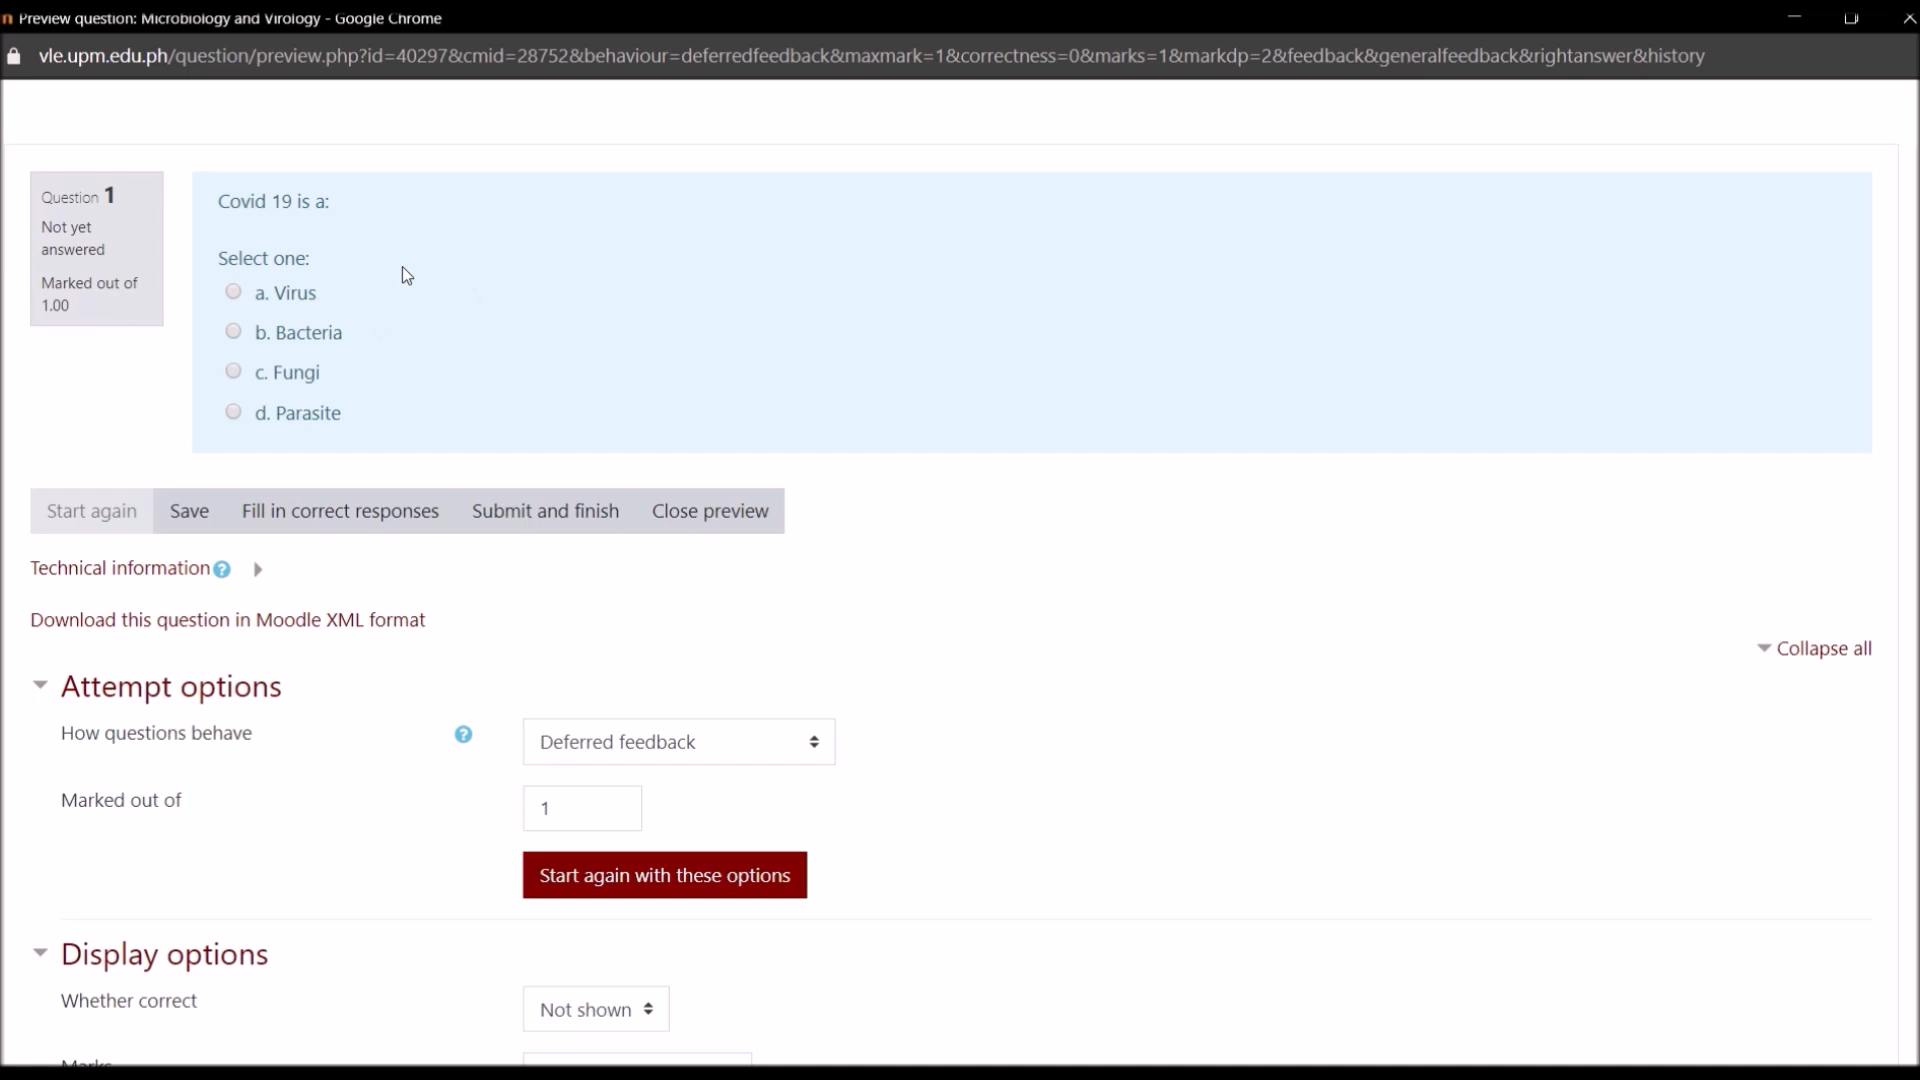 Preview question: Microbiology and Virology - Google Chrome
vle.upm.edu.ph/question/preview.php?id=40297&cmid=28752&behaviour=deferredfeedback&maxmark=1&correctness=0&marks=1&markdp=2&feedback&generalfeedback&rightanswer&history
Question 1
Not yet
answered
Marked out of
1.00
Covid 19 is a:
Select one:
a. Virus
b. Bacteria
c. Fungi
d. Parasite
Start again Save Fill in correct responses Submit and finish Close preview
Technical information
Download this question in Moodle XML format
Collapse all
Attempt options
How questions behave Deferred feedback
Marked out of 1
Start again with these options
Display options
Whether correct Not shown
Marks